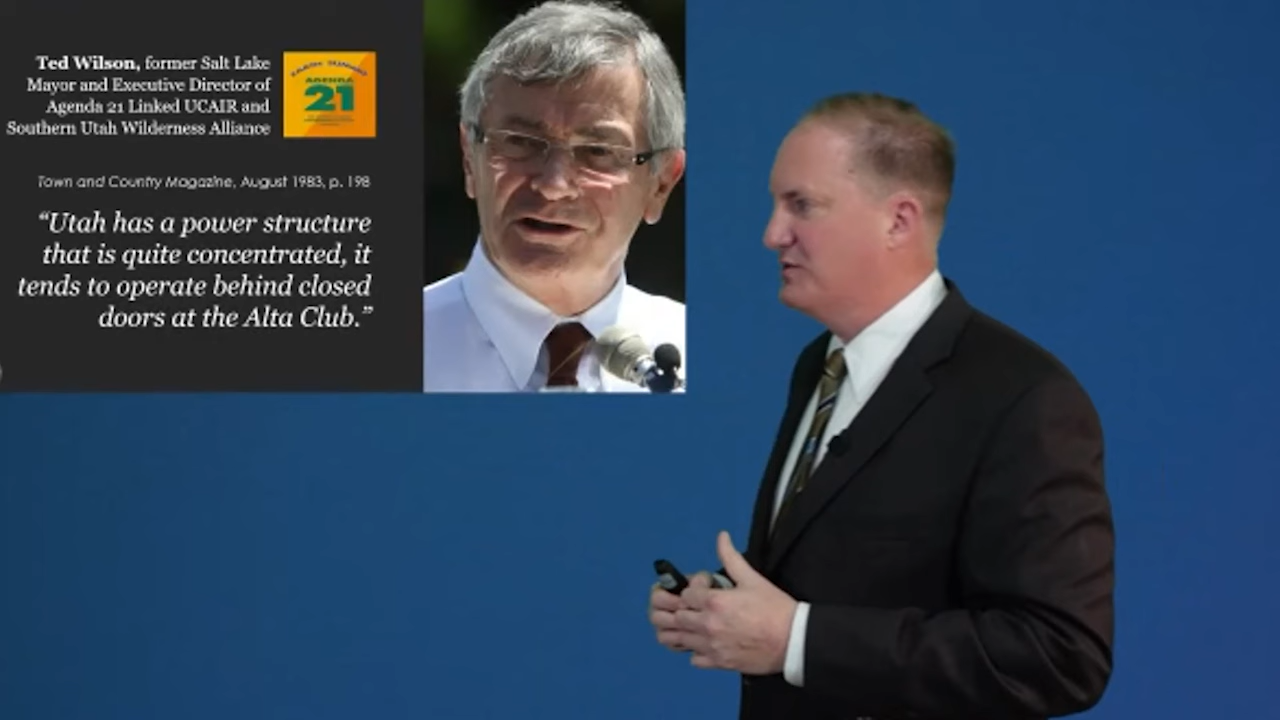 Ted Wilson, former Salt Lake
Mayor and Executive Director of
Agenda 21 Linked UCAIR and
Southern Utah Wilderness Alliance
AGENDA
21
Town and Country Magazine, August 1983, p. 198
“Utah has a power structure
that is quite concentrated, it
tends to operate behind closed
doors at the Alta Club.”